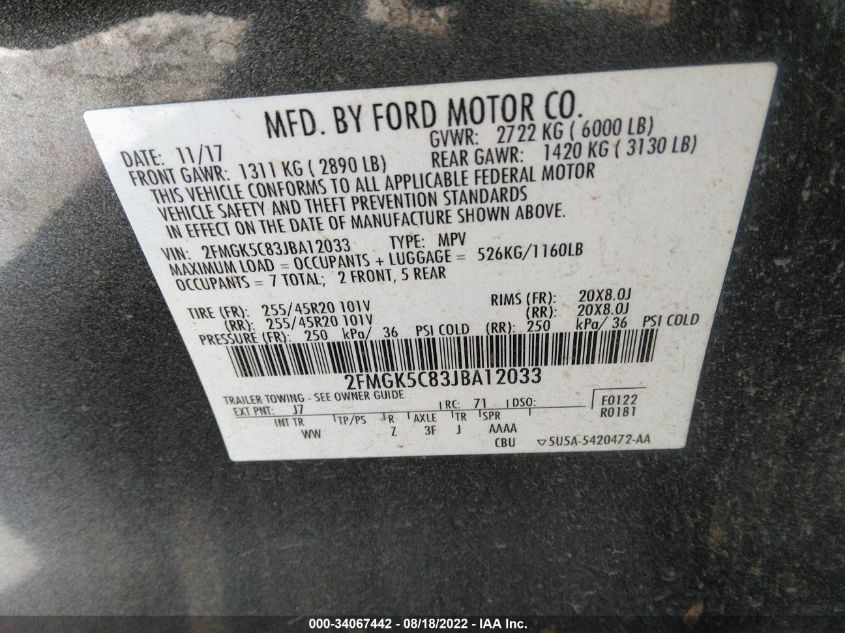 MFD. BY FORD MOTOR CO.
DATE: 11/17 GVWR: 2722 KG ( 6000 LB)
FRONT GAWR: 1311 KG ( 2890 LB) REAR GAWR: 1420 KG ( 3130 LB)
THIS VEHICLE CONFORMS TO ALL APPLICABLE FEDERAL MOTOR
VEHICLE SAFETY AND THEFT PREVENTION STANDARDS
IN EFFECT ON THE DATE OF MANUFACTURE SHOWN ABOVE.
VIN: 2FMGK5C83JBA12033 TYPE: MPV
MAXIMUM LOAD = OCCUPANTS + LUGGAGE = 526KG/1160LB
OCCUPANTS = 7 TOTAL; 2 FRONT, 5 REAR
TIRE (FR): 255/45R20 101V RIMS (FR): 20X8.0J
(RR): 255/45R20 101V (RR): 20X8.0J
PRESSURE (FR): 250 kPa/ 36 PSI COLD (RR): 250 kPa/ 36 PSI COLD
2FMGK5C83JBA12033
TRAILER TOWING - SEE OWNER GUIDE
EXT PNT: J7 RC: 71 DSO: F0122
R0181
INT TR TP/PS R AXLE TR SPR
WW Z 3F J AAAA
CBU ▽5U5A-5420472-AA
000-34067442 - 08/18/2022 - IAA Inc.